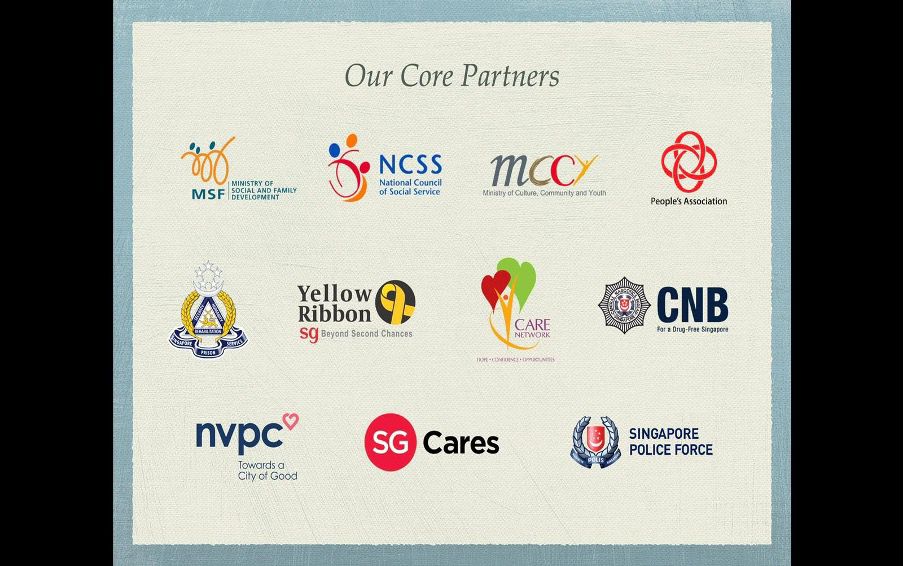 Our Core Partners
MSF
MINISTRY OF
SOCIAL AND FAMILY
DEVELOPMENT
NCSS
National Council
of Social Service
mccy
Ministry of Culture, Community and Youth
People's Association
REHABILITATION
SINGAPORE PRISON SERVICE
Yellow
Ribbon
sg Beyond Second Chances
CARE
NETWORK
HOPE • CONFIDENCE • OPPORTUNITIES
CNB
For a Drug-Free Singapore
nvpc
Towards a
City of Good
SG Cares
POLIS
SINGAPORE
POLICE FORCE